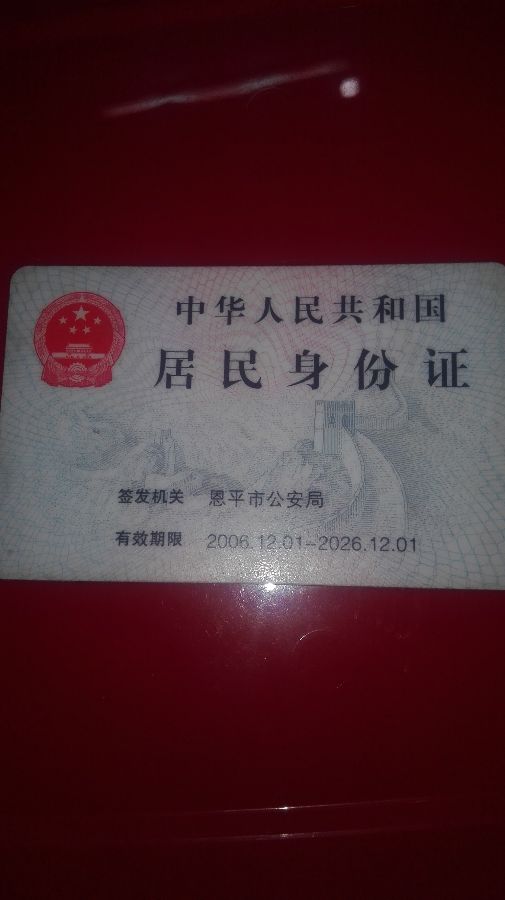 中华人民共和国
居民身份证
签发机关 恩平市公安局
有效期限 2006.12.01-2026.12.01